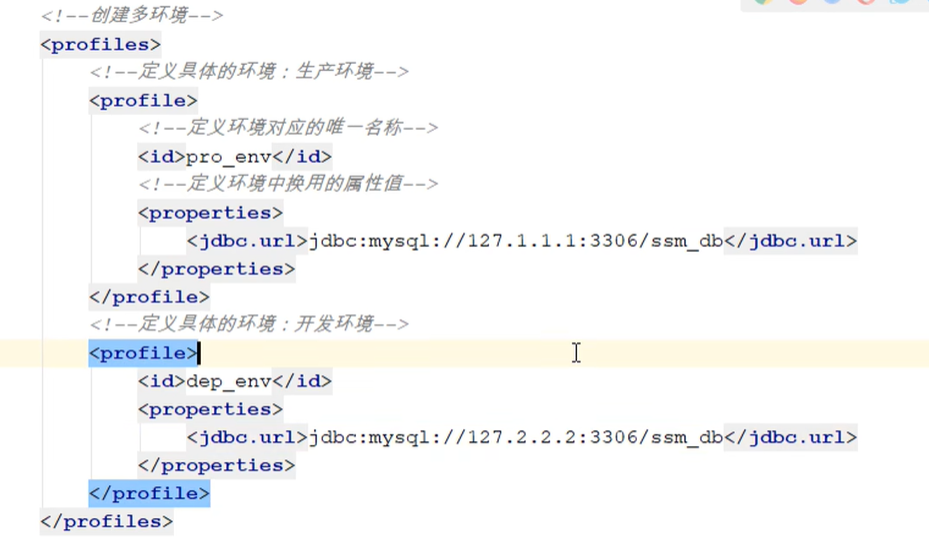 <!--创建多环境-->
<profiles>
<!--定义具体的环境：生产环境-->
<profile>
<!--定义环境对应的唯一名称-->
<id>pro_env</id>
<!--定义环境中换用的属性值-->
<properties>
<jdbc.url>jdbc:mysql://127.1.1.1:3306/ssm_db</jdbc.url>
</properties>
</profile>
<!--定义具体的环境：开发环境-->
<profile>
<id>dep_env</id>
<properties>
<jdbc.url>jdbc:mysql://127.2.2.2:3306/ssm_db</jdbc.url>
</properties>
</profile>
</profiles>